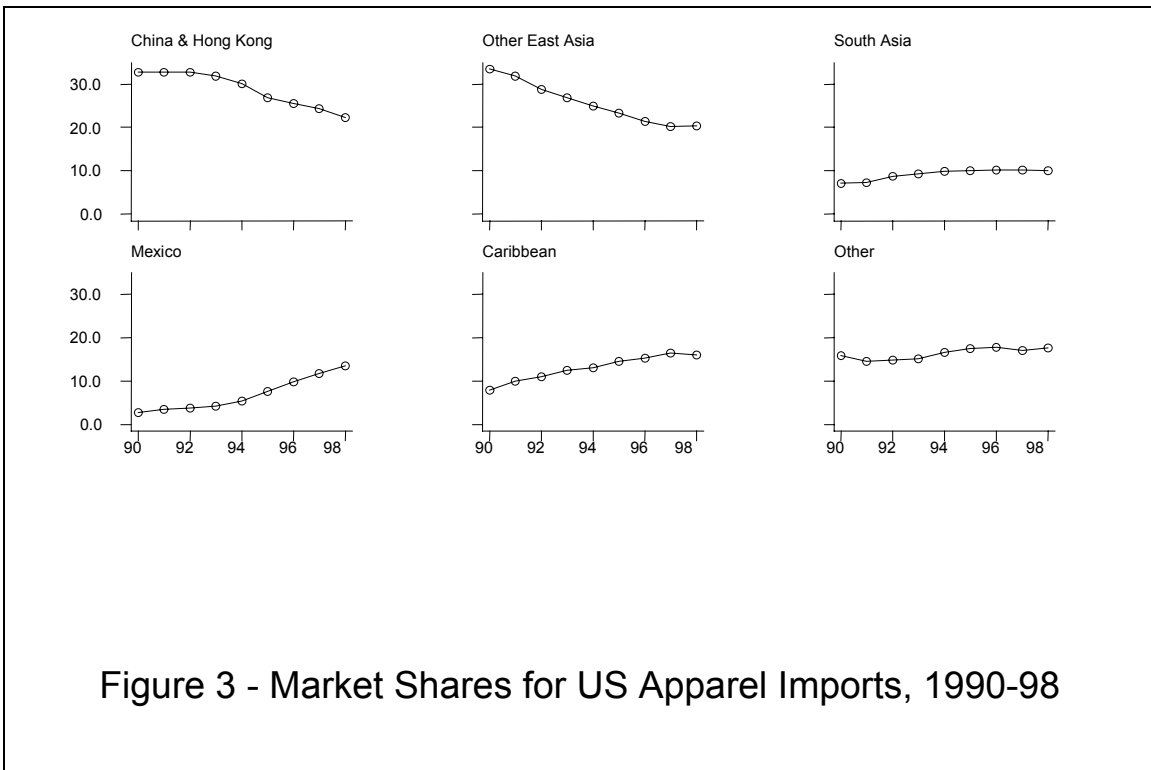 China & Hong Kong
Other East Asia
South Asia
30.0
20.0
10.0
0.0
Mexico
Caribbean
Other
30.0
20.0
10.0
0.0
90 92 94 96 98
90 92 94 96 98
90 92 94 96 98
Figure 3 - Market Shares for US Apparel Imports, 1990-98